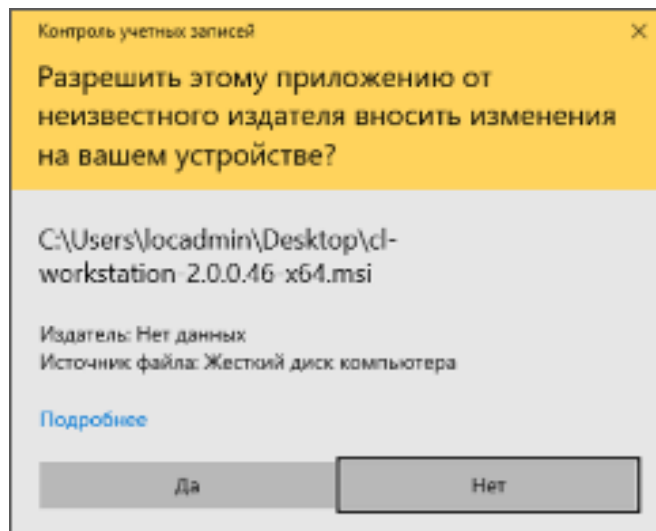 Контроль учетных записей
Разрешить этому приложению от
неизвестного издателя вносить изменения
на вашем устройстве?
C:\Users\locadmin\Desktop\cl-
workstation-2.0.0.46-x64.msi
Издатель: Нет данных
Источник файла: Жесткий диск компьютера
Подробнее
Да
Нет